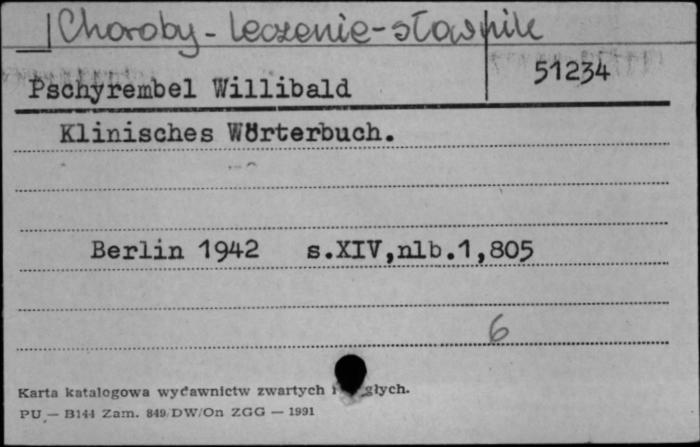 Choroby - leczenie - słownik
51234
Pschyrembel Willibald
Klinisches Wörterbuch.
Berlin 1942 s.XIV,nlb.1,805
6
Karta katalogowa wydawnictw zwartych i głych.
PU — B144 Zam. 849/DW/On ZGG — 1991